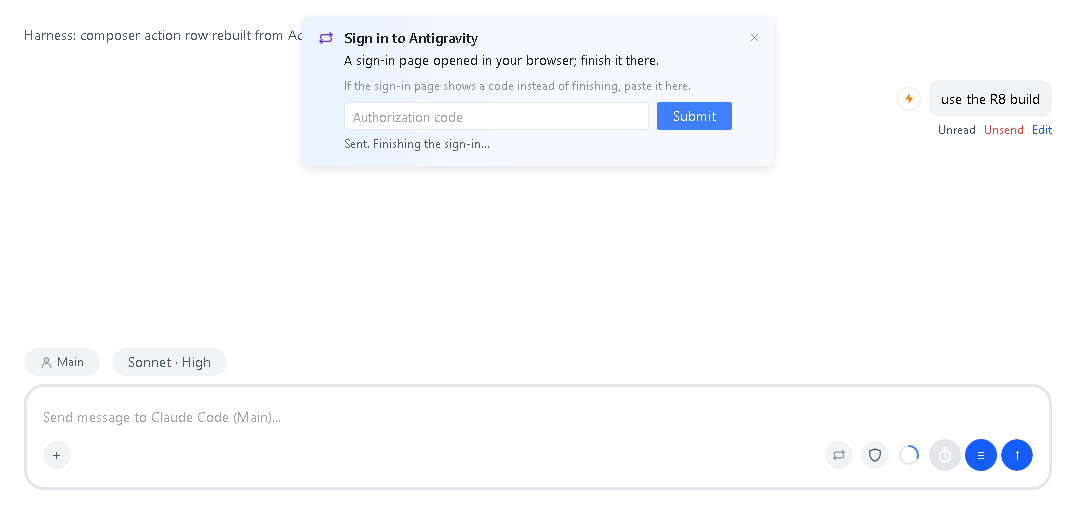 Harness: composer action row rebuilt from Ac
Sign in to Antigravity
A sign-in page opened in your browser; finish it there.
If the sign-in page shows a code instead of finishing, paste it here.
Authorization code
Submit
Sent. Finishing the sign-in...
use the R8 build
Unread Unsend Edit
Main
Sonnet · High
Send message to Claude Code (Main)...